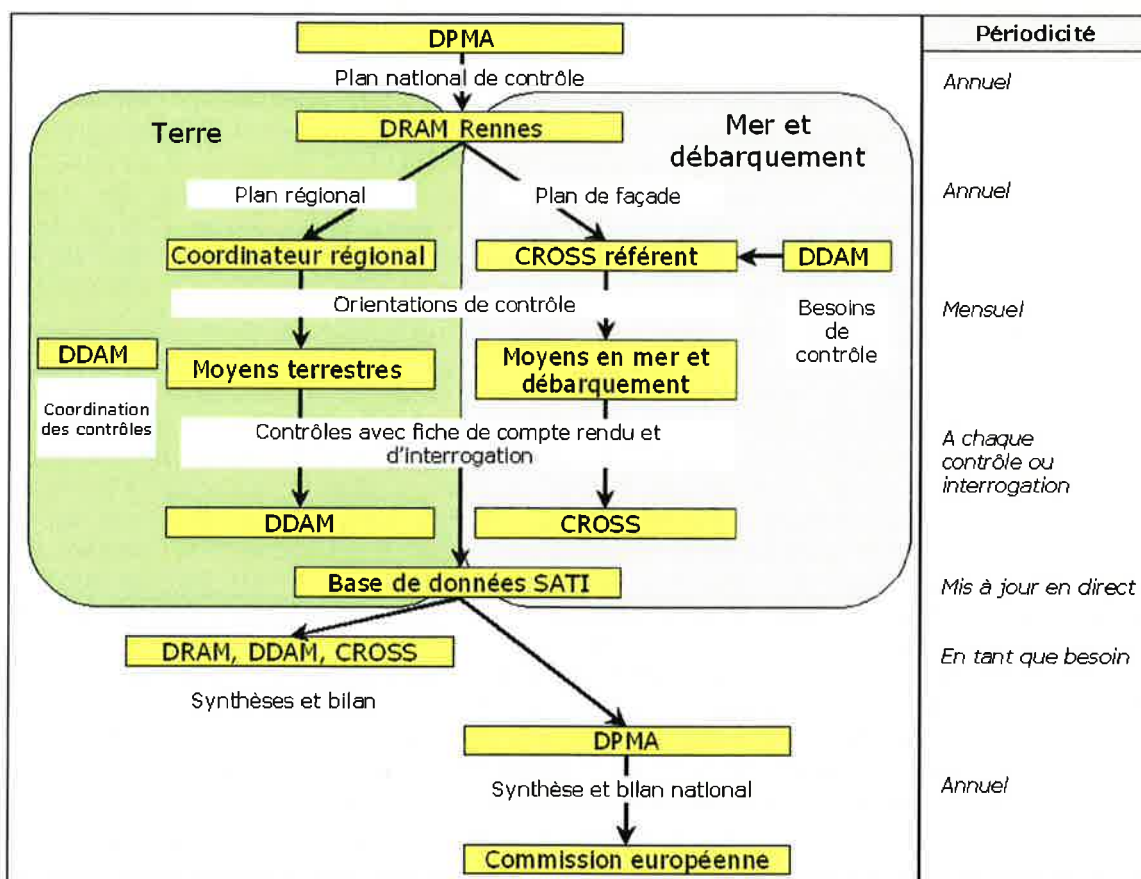 DPMA
Périodicité
Plan national de contrôle
Annuel
Terre
DRAM Rennes
Mer et
débarquement
Plan régional
Plan de façade
Annuel
Coordinateur régional
CROSS référent
DDAM
Orientations de contrôle
Besoins
de
contrôle
Mensuel
DDAM
Moyens terrestres
Moyens en mer et
débarquement
Coordination
des contrôles
Contrôles avec fiche de compte rendu et
d'interrogation
A chaque
contrôle ou
interrogation
DDAM
CROSS
Base de données SATI
Mis à jour en direct
DRAM, DDAM, CROSS
En tant que besoin
Synthèses et bilan
DPMA
Synthèse et bilan national
Annuel
Commission européenne